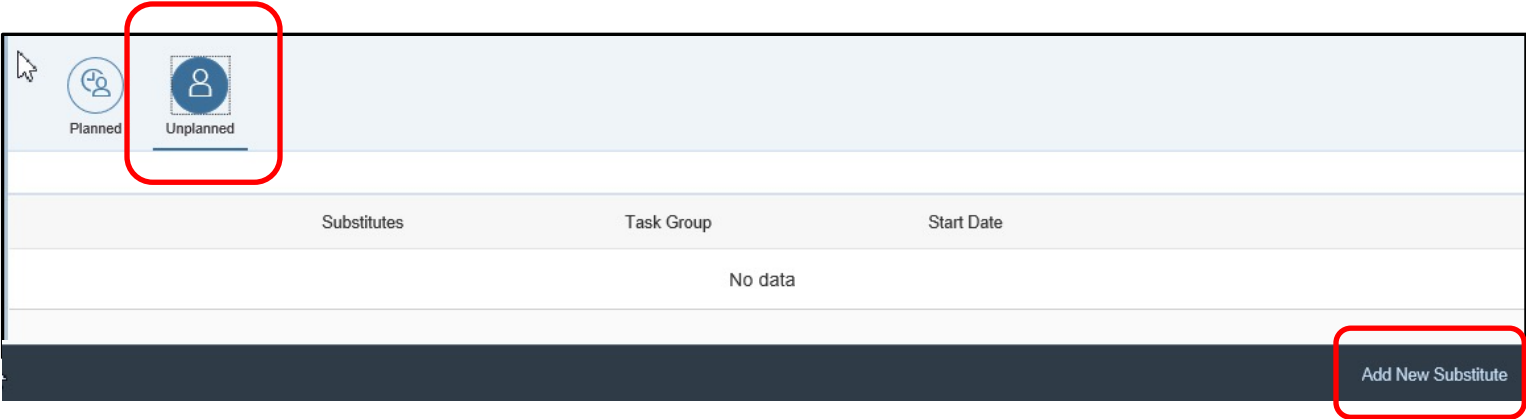 Planned
Unplanned
Substitutes Task Group Start Date
No data
Add New Substitute